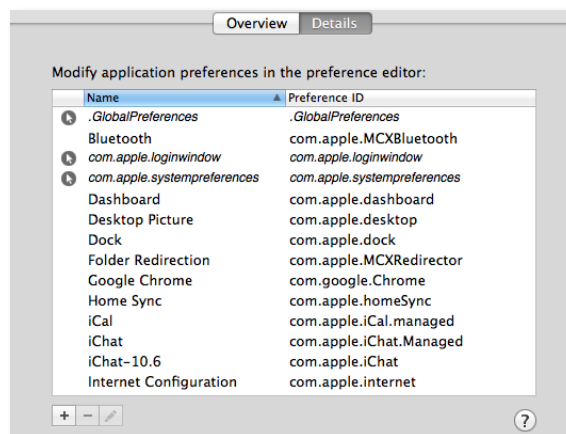 Overview Details
Modify application preferences in the preference editor:
Name Preference ID
.GlobalPreferences .GlobalPreferences
Bluetooth com.apple.MCXBluetooth
com.apple.loginwindow com.apple.loginwindow
com.apple.systempreferences com.apple.systempreferences
Dashboard com.apple.dashboard
Desktop Picture com.apple.desktop
Dock com.apple.dock
Folder Redirection com.apple.MCXRedirector
Google Chrome com.google.Chrome
Home Sync com.apple.homeSync
iCal com.apple.iCal.managed
iChat com.apple.iChat.Managed
iChat-10.6 com.apple.iChat
Internet Configuration com.apple.internet
+ − ?